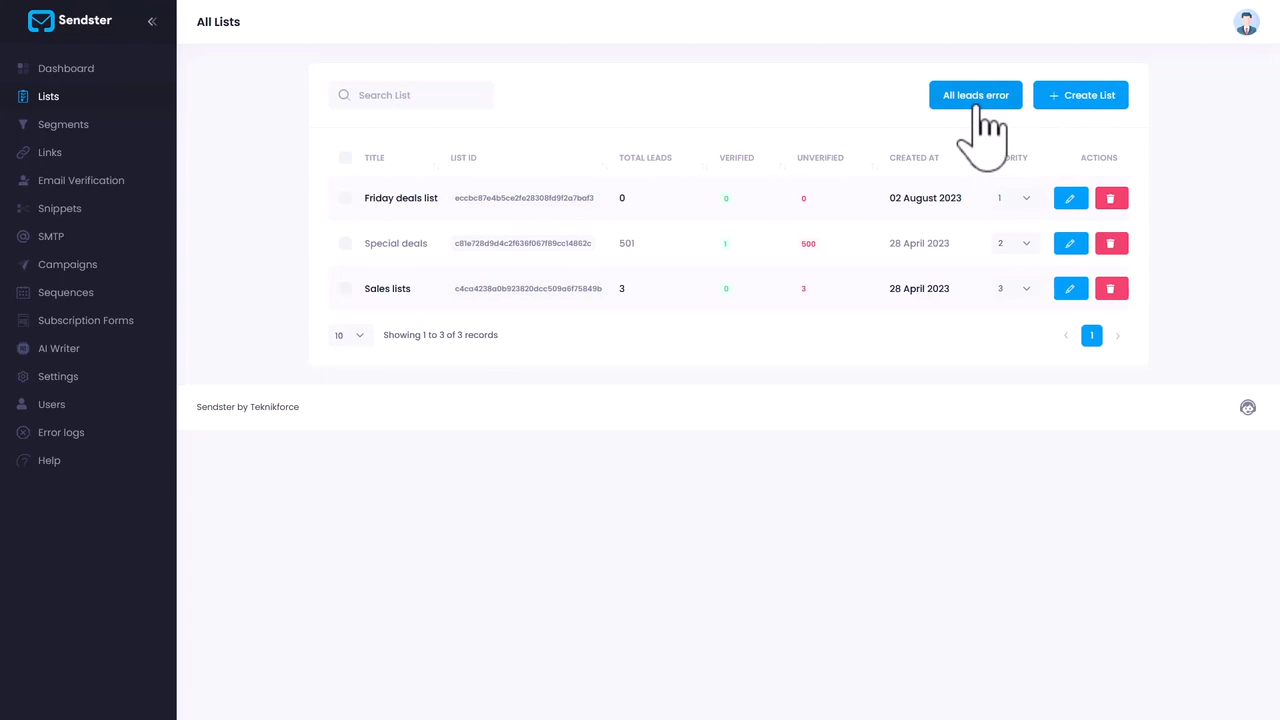 Sendster
All Lists
Dashboard
Lists
Segments
Links
Email Verification
Snippets
SMTP
Campaigns
Sequences
Subscription Forms
AI Writer
Settings
Users
Error logs
Help
Search List
All leads error
+ Create List
TITLE LIST ID TOTAL LEADS VERIFIED UNVERIFIED CREATED AT ACTIONS
Friday deals list eccbc87e4b5ce2fe28308fd9f2a7baf3 0 0 0 02 August 2023 1
Special deals c81e728d9d4c2f636f067f89cc14862c 501 1 500 28 April 2023 2
Sales lists c4ca4238a0b923820dcc509a6f75849b 3 0 3 28 April 2023 3
10 Showing 1 to 3 of 3 records 1
Sendster by Teknikforce